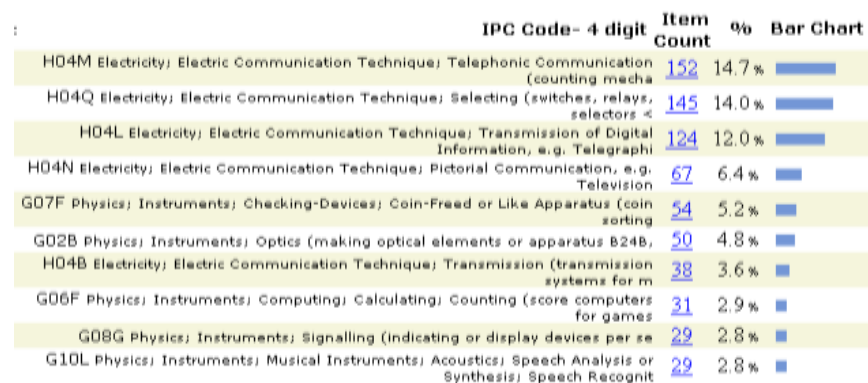 :
IPC Code- 4 digit Item Count % Bar Chart
H04M Electricity; Electric Communication Technique; Telephonic Communication
(counting mecha 152 14.7 %
H04Q Electricity; Electric Communication Technique; Selecting (switches, relays,
selectors < 145 14.0 %
H04L Electricity; Electric Communication Technique; Transmission of Digital
Information, e.g. Telegraphi 124 12.0 %
H04N Electricity; Electric Communication Technique; Pictorial Communication, e.g.
Television 67 6.4 %
G07F Physics; Instruments; Checking-Devices; Coin-Freed or Like Apparatus (coin
sorting 54 5.2 %
G02B Physics; Instruments; Optics (making optical elements or apparatus B24B, 50 4.8 %
H04B Electricity; Electric Communication Technique; Transmission (transmission
systems for m 38 3.6 %
G06F Physics; Instruments; Computing; Calculating; Counting (score computers
for games 31 2.9 %
G08G Physics; Instruments; Signalling (indicating or display devices per se 29 2.8 %
G10L Physics; Instruments; Musical Instruments; Acoustics; Speech Analysis or
Synthesis; Speech Recognit 29 2.8 %